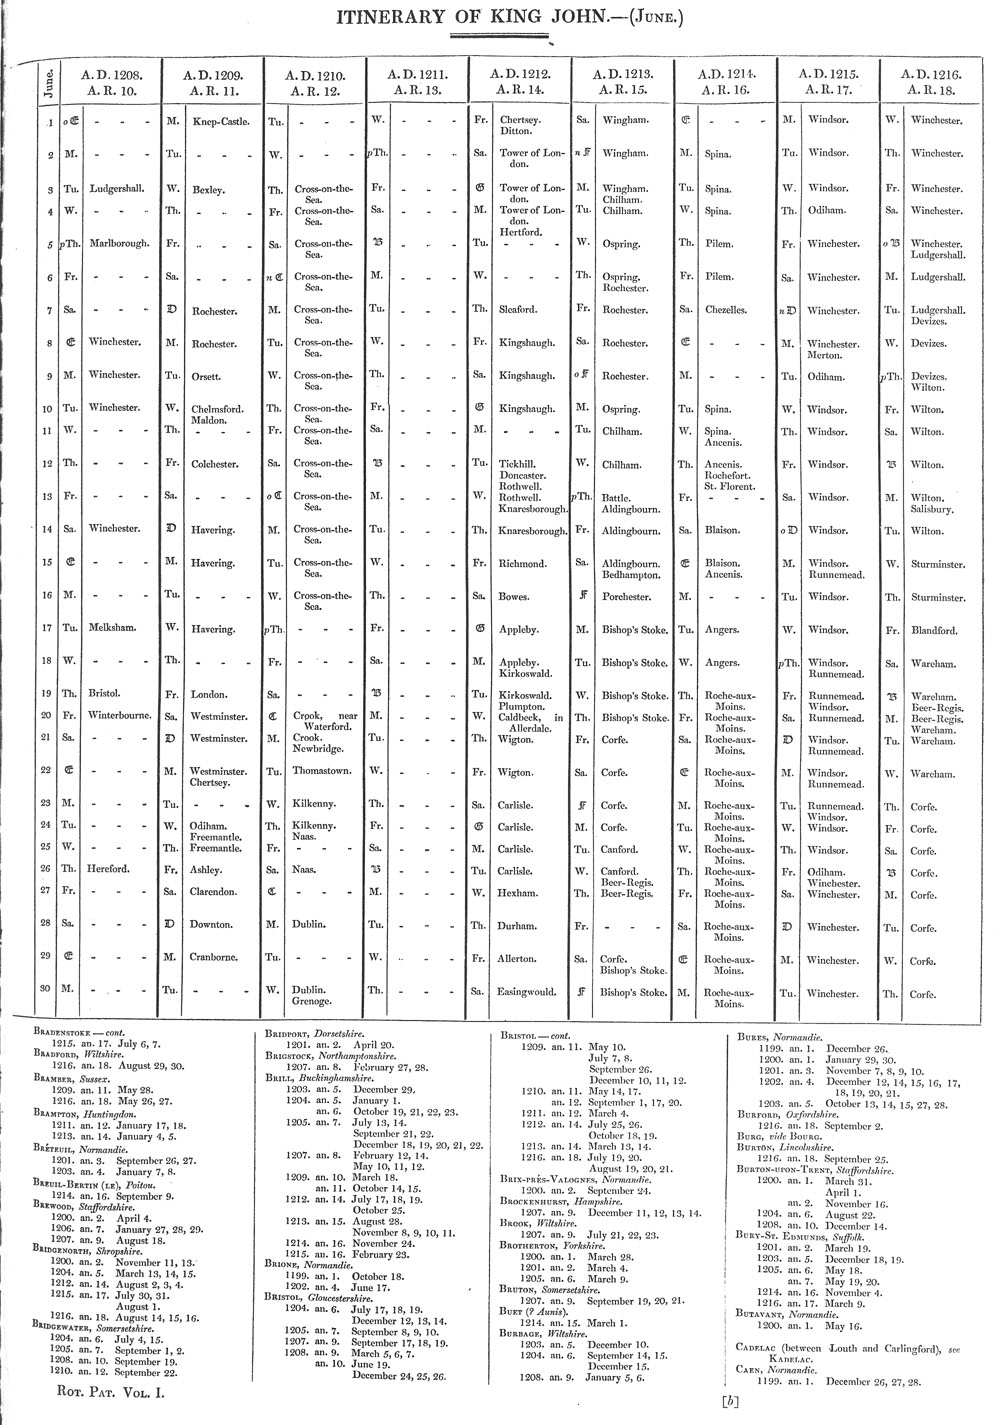 ITINERARY OF KING JOHN.—(JUNE.)
June. A.D. 1208. A.D. 1209. A.D. 1210. A.D. 1211. A.D. 1212. A.D. 1213. A.D. 1214. A.D. 1215. A.D. 1216.
A.R. 10. A.R. 11. A.R. 12. A.R. 13. A.R. 14. A.R. 15. A.R. 16. A.R. 17. A.R. 18.
1 o E - - - M. Knep-Castle. Tu. - - - W. - - - Fr. Chertsey. Sa. Wingham. E - - - M. Windsor. W. Winchester.
Ditton.
2 M. - - - Tu. - - - W. - - - pTh. - - - Sa. Tower of Lon- n F Wingham. M. Spina. Tu. Windsor. Th. Winchester.
don.
3 Tu. Ludgershall. W. Bexley. Th. Cross-on-the- Fr. - - - G Tower of Lon- M. Wingham. Tu. Spina. W. Windsor. Fr. Winchester.
Sea. don. Chilham.
4 W. - - - Th. - - - Fr. Cross-on-the- Sa. - - - M. Tower of Lon- Tu. Chilham. W. Spina. Th. Odiham. Sa. Winchester.
Sea. don.
Hertford.
5 pTh. Marlborough. Fr. - - - Sa. Cross-on-the- B - - - Tu. - - - W. Ospring. Th. Pilem. Fr. Winchester. o B Winchester.
Sea. Ludgershall.
6 Fr. - - - Sa. - - - n C Cross-on-the- M. - - - W. - - - Th. Ospring. Fr. Pilem. Sa. Winchester. M. Ludgershall.
Sea. Rochester.
7 Sa. - - - D Rochester. M. Cross-on-the- Tu. - - - Th. Sleaford. Fr. Rochester. Sa. Chezelles. n D Winchester. Tu. Ludgershall.
Sea. Devizes.
8 E Winchester. M. Rochester. Tu. Cross-on-the- W. - - - Fr. Kingshaugh. Sa. Rochester. E - - - M. Winchester. W. Devizes.
Sea. Merton.
9 M. Winchester. Tu. Orsett. W. Cross-on-the- Th. - - - Sa. Kingshaugh. o F Rochester. M. - - - Tu. Odiham. pTh. Devizes.
Sea. Wilton.
10 Tu. Winchester. W. Chelmsford. Th. Cross-on-the- Fr. - - - G Kingshaugh. M. Ospring. Tu. Spina. W. Windsor. Fr. Wilton.
Maldon. Sea.
11 W. - - - Th. - - - Fr. Cross-on-the- Sa. - - - M. - - - Tu. Chilham. W. Spina. Th. Windsor. Sa. Wilton.
Sea. Ancenis.
12 Th. - - - Fr. Colchester. Sa. Cross-on-the- B - - - Tu. Tickhill. W. Chilham. Th. Ancenis. Fr. Windsor. B Wilton.
Sea. Doncaster. Rochefort.
Rothwell. St. Florent.
13 Fr. - - - Sa. - - - o C Cross-on-the- M. - - - W. Rothwell. pTh. Battle. Fr. - - - Sa. Windsor. M. Wilton.
Sea. Knaresborough. Aldingbourn. Salisbury.
14 Sa. Winchester. D Havering. M. Cross-on-the- Tu. - - - Th. Knaresborough. Fr. Aldingbourn. Sa. Blaison. o D Windsor. Tu. Wilton.
Sea.
15 E - - - M. Havering. Tu. Cross-on-the- W. - - - Fr. Richmond. Sa. Aldingbourn. E Blaison. M. Windsor. W. Sturminster.
Sea. Bedhampton. Ancenis. Runnemead.
16 M. - - - Tu. - - - W. Cross-on-the- Th. - - - Sa. Bowes. F Porchester. M. - - - Tu. Windsor. Th. Sturminster.
Sea.
17 Tu. Melksham. W. Havering. pTh. - - - Fr. - - - G Appleby. M. Bishop's Stoke. Tu. Angers. W. Windsor. Fr. Blandford.
18 W. - - - Th. - - - Fr. - - - Sa. - - - M. Appleby. Tu. Bishop's Stoke. W. Angers. pTh. Windsor. Sa. Wareham.
Kirkoswald. Runnemead.
19 Th. Bristol. Fr. London. Sa. - - - B - - - Tu. Kirkoswald. W. Bishop's Stoke. Th. Roche-aux- Fr. Runnemead. B Wareham.
Plumpton. Moins. Windsor. Beer-Regis.
20 Fr. Winterbourne. Sa. Westminster. C Crook, near M. - - - W. Caldbeck, in Th. Bishop's Stoke. Fr. Roche-aux- Sa. Runnemead. M. Beer-Regis.
Waterford. Allerdale. Moins. Wareham.
21 Sa. - - - D Westminster. M. Crook. Tu. - - - Th. Wigton. Fr. Corfe. Sa. Roche-aux- D Windsor. Tu. Wareham.
Newbridge. Moins. Runnemead.
22 E - - - M. Westminster. Tu. Thomastown. W. - - - Fr. Wigton. Sa. Corfe. E Roche-aux- M. Windsor. W. Wareham.
Chertsey. Moins. Runnemead.
23 M. - - - Tu. - - - W. Kilkenny. Th. - - - Sa. Carlisle. F Corfe. M. Roche-aux- Tu. Runnemead. Th. Corfe.
Moins. Windsor.
24 Tu. - - - W. Odiham. Th. Kilkenny. Fr. - - - G Carlisle. M. Corfe. Tu. Roche-aux- W. Windsor. Fr. Corfe.
Freemantle. Naas. Moins.
25 W. - - - Th. Freemantle. Fr. - - - Sa. - - - M. Carlisle. Tu. Canford. W. Roche-aux- Th. Windsor. Sa. Corfe.
Moins.
26 Th. Hereford. Fr. Ashley. Sa. Naas. B - - - Tu. Carlisle. W. Canford. Th. Roche-aux- Fr. Odiham. B Corfe.
Beer-Regis. Moins. Winchester.
27 Fr. - - - Sa. Clarendon. C - - - M. - - - W. Hexham. Th. Beer-Regis. Fr. Roche-aux- Sa. Winchester. M. Corfe.
Moins.
28 Sa. - - - D Downton. M. Dublin. Tu. - - - Th. Durham. Fr. - - - Sa. Roche-aux- D Winchester. Tu. Corfe.
Moins.
29 E - - - M. Cranborne. Tu. - - - W. - - - Fr. Allerton. Sa. Corfe. E Roche-aux- M. Winchester. W. Corfe.
Bishop's Stoke. Moins.
30 M. - - - Tu. - - - W. Dublin. Th. - - - Sa. Easingwould. F Bishop's Stoke. M. Roche-aux- Tu. Winchester. Th. Corfe.
Grenoge. Moins.
BRADENSTOKE—cont.
1215. an. 17. July 6, 7.
BRADFORD, Wiltshire.
1216. an. 18. August 29, 30.
BRAMBER, Sussex.
1209. an. 11. May 28.
1216. an. 18. May 26, 27.
BRAMPTON, Huntingdon.
1211. an. 12. January 17, 18.
1213. an. 14. January 4, 5.
BRÉTEUIL, Normandie.
1201. an. 3. September 26, 27.
1203. an. 4. January 7, 8.
BREUIL-BERTIN (LE), Poitou.
1214. an. 16. September 9.
BREWOOD, Staffordshire.
1200. an. 2. April 4.
1206. an. 7. January 27, 28, 29.
1207. an. 9. August 18.
BRIDGENORTH, Shropshire.
1200. an. 2. November 11, 13.
1204. an. 5. March 13, 14, 15.
1212. an. 14. August 2, 3, 4.
1215. an. 17. July 30, 31.
August 1.
1216. an. 18. August 14, 15, 16.
BRIDGEWATER, Somersetshire.
1204. an. 6. July 4, 15.
1205. an. 7. September 1, 2.
1208. an. 10. September 19.
1210. an. 12. September 22.
BRIDPORT, Dorsetshire.
1201. an. 2. April 20.
BRIGSTOCK, Northamptonshire.
1207. an. 8. February 27, 28.
BRILL, Buckinghamshire.
1203. an. 5. December 29.
1204. an. 5. January 1.
an. 6. October 19, 21, 22, 23.
1205. an. 7. July 13, 14.
September 21, 22.
December 18, 19, 20, 21, 22.
1207. an. 8. February 12, 14.
May 10, 11, 12.
1209. an. 10. March 18.
an. 11. October 14, 15.
1212. an. 14. July 17, 18, 19.
October 25.
1213. an. 15. August 28.
November 8, 9, 10, 11.
1214. an. 16. November 24.
1215. an. 16. February 23.
BRIONE, Normandie.
1199. an. 1. October 18.
1202. an. 4. June 17.
BRISTOL, Gloucestershire.
1204. an. 6. July 17, 18, 19.
December 12, 13, 14.
1205. an. 7. September 8, 9, 10.
1207. an. 9. September 17, 18, 19.
1208. an. 9. March 5, 6, 7.
an. 10. June 19.
December 24, 25, 26.
BRISTOL—cont.
1209. an. 11. May 10.
July 7, 8.
September 26.
December 10, 11, 12.
1210. an. 11. May 14, 17.
an. 12. September 1, 17, 20.
1211. an. 12. March 4.
1212. an. 14. July 25, 26.
October 18, 19.
1213. an. 14. March 13, 14.
1216. an. 18. July 19, 20.
August 19, 20, 21.
BRIX-PRÈS-VALOGNES, Normandie.
1200. an. 2. September 24.
BROCKENHURST, Hampshire.
1207. an. 9. December 11, 12, 13, 14.
BROOK, Wiltshire.
1207. an. 9. July 21, 22, 23.
BROTHERTON, Yorkshire.
1200. an. 1. March 28.
1201. an. 2. March 4.
1205. an. 6. March 9.
BRUTON, Somersetshire.
1207. an. 9. September 19, 20, 21.
BUET (? Aunis).
1214. an. 15. March 1.
BURBAGE, Wiltshire.
1203. an. 5. December 10.
1204. an. 6. September 14, 15.
December 15.
1208. an. 9. January 5, 6.
BURES, Normandie.
1199. an. 1. December 26.
1200. an. 1. January 29, 30.
1201. an. 3. November 7, 8, 9, 10.
1202. an. 4. December 12, 14, 15, 16, 17,
18, 19, 20, 21.
1203. an. 5. October 13, 14, 15, 27, 28.
BURFORD, Oxfordshire.
1216. an. 18. September 2.
BURG, vide BOURG.
BURTON, Lincolnshire.
1216. an. 18. September 25.
BURTON-UPON-TRENT, Staffordshire.
1200. an. 1. March 31.
April 1.
an. 2. November 16.
1204. an. 6. August 22.
1208. an. 10. December 14.
BURY-ST. EDMUNDS, Suffolk.
1201. an. 2. March 19.
1203. an. 5. December 18, 19.
1205. an. 6. May 18.
an. 7. May 19, 20.
1214. an. 16. November 4.
1216. an. 17. March 9.
BUTAVANT, Normandie.
1200. an. 1. May 16.
CADELAC (between Louth and Carlingford), see
KADELAC.
CAEN, Normandie.
1199. an. 1. December 26, 27, 28.
ROT. PAT. VOL. I.
[b]